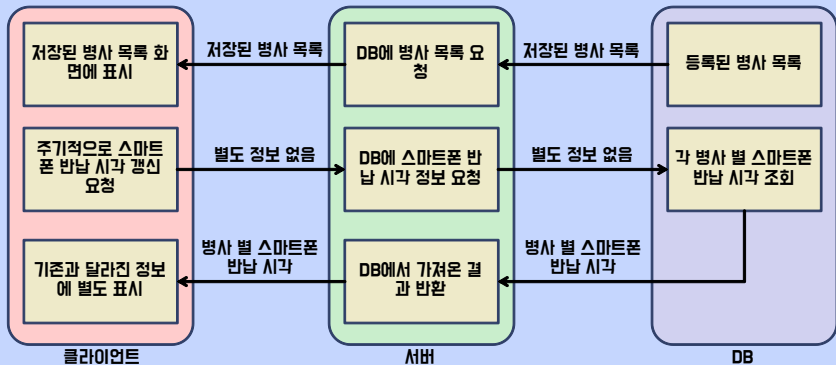 저장된 병사 목록 화
면에 표시
저장된 병사 목록
DB에 병사 목록 요
청
저장된 병사 목록
등록된 병사 목록
주기적으로 스마트
폰 반납 시각 갱신
요청
별도 정보 없음
DB에 스마트폰 반
납 시각 정보 요청
별도 정보 없음
각 병사 별 스마트폰
반납 시각 조회
기존과 달라진 정보
에 별도 표시
병사 별 스마트폰
반납 시각
DB에서 가져온 결
과 반환
병사 별 스마트폰
반납 시각
클라이언트
서버
DB